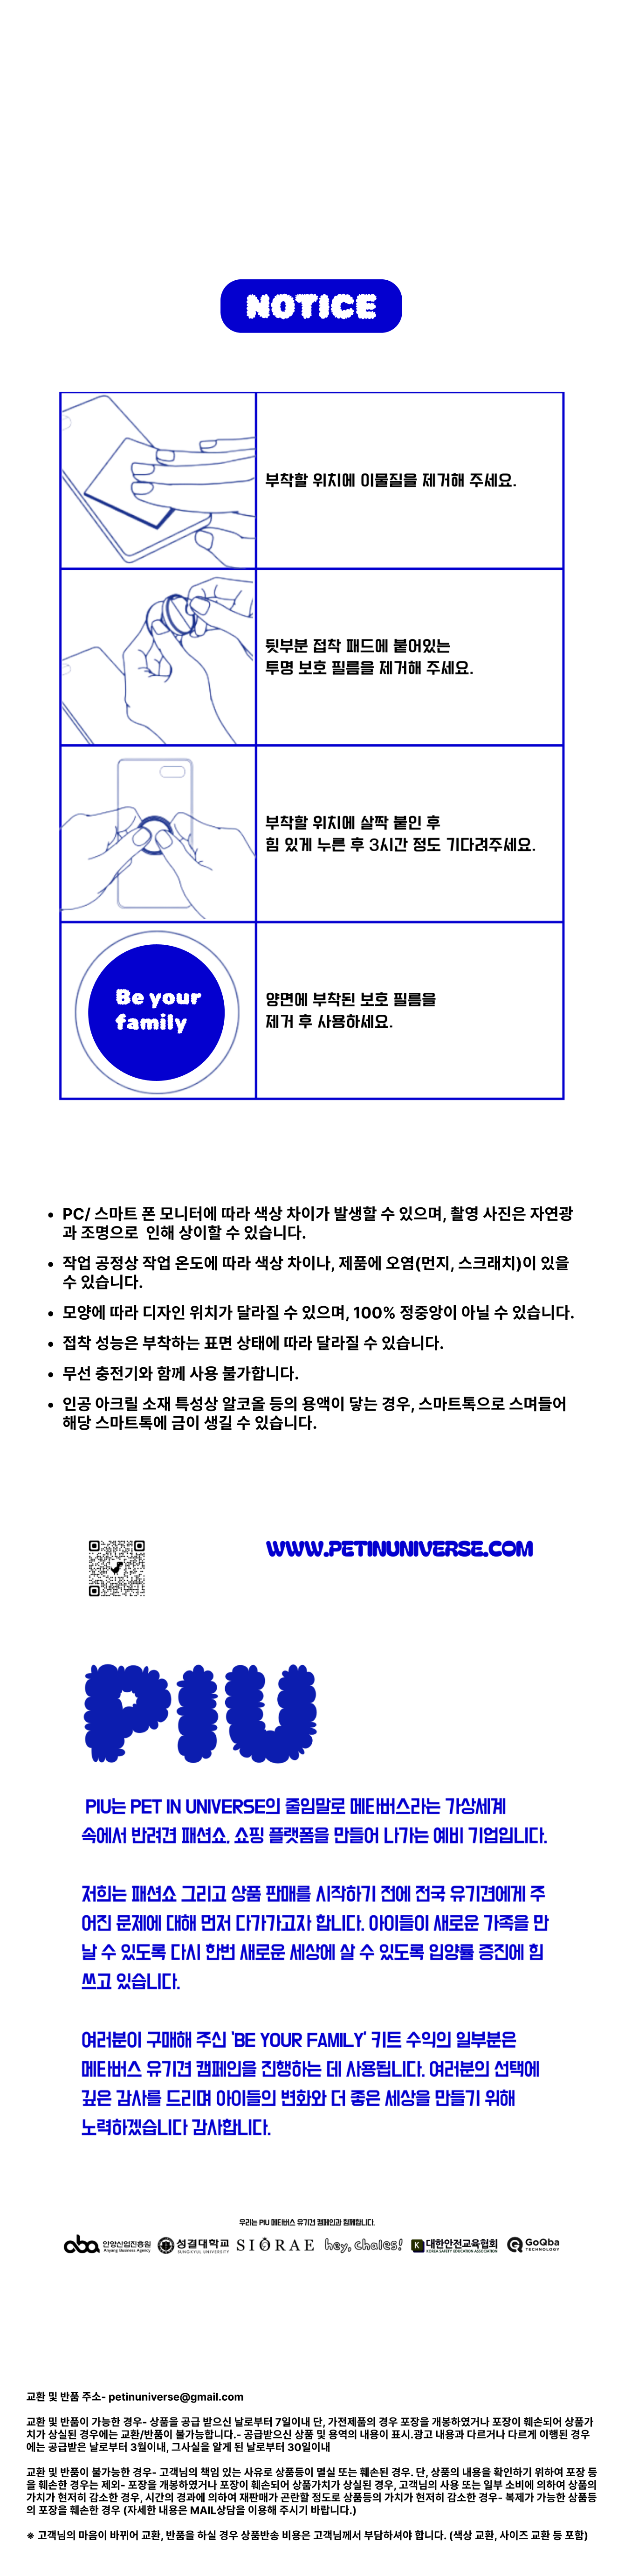 NOTICE
부착할 위치에 이물질을 제거해 주세요.
뒷부분 접착 패드에 붙어있는
투명 보호 필름을 제거해 주세요.
부착할 위치에 살짝 붙인 후
힘 있게 누른 후 3시간 정도 기다려주세요.
Be your
family
양면에 부착된 보호 필름을
제거 후 사용하세요.
• PC/ 스마트 폰 모니터에 따라 색상 차이가 발생할 수 있으며, 촬영 사진은 자연광
과 조명으로 인해 상이할 수 있습니다.
• 작업 공정상 작업 온도에 따라 색상 차이나, 제품에 오염(먼지, 스크래치)이 있을
수 있습니다.
• 모양에 따라 디자인 위치가 달라질 수 있으며, 100% 정중앙이 아닐 수 있습니다.
• 접착 성능은 부착하는 표면 상태에 따라 달라질 수 있습니다.
• 무선 충전기와 함께 사용 불가합니다.
• 인공 아크릴 소재 특성상 알코올 등의 용액이 닿는 경우, 스마트톡으로 스며들어
해당 스마트톡에 금이 생길 수 있습니다.
WWW.PETINUNIVERSE.COM
PIU
PIU는 PET IN UNIVERSE의 줄임말로 메타버스라는 가상세계
속에서 반려견 패션쇼, 쇼핑 플랫폼을 만들어 나가는 예비 기업입니다.
저희는 패션쇼 그리고 상품 판매를 시작하기 전에 전국 유기견에게 주
어진 문제에 대해 먼저 다가가고자 합니다. 아이들이 새로운 가족을 만
날 수 있도록 다시 한번 새로운 세상에 살 수 있도록 입양률 증진에 힘
쓰고 있습니다.
여러분이 구매해 주신 'BE YOUR FAMILY' 키트 수익의 일부분은
메타버스 유기견 캠페인을 진행하는 데 사용됩니다. 여러분의 선택에
깊은 감사를 드리며 아이들의 변화와 더 좋은 세상을 만들기 위해
노력하겠습니다 감사합니다.
우리는 PIU 메타버스 유기견 캠페인과 함께합니다.
aba 안양산업진흥원 Anyang Business Agency 성결대학교 SUNGKYUL UNIVERSITY SIORAE hey, chales! K 대한안전교육협회 KOREA SAFETY EDUCATION ASSOCIATION GoQba TECHNOLOGY
교환 및 반품 주소- petinuniverse@gmail.com
교환 및 반품이 가능한 경우- 상품을 공급 받으신 날로부터 7일이내 단, 가전제품의 경우 포장을 개봉하였거나 포장이 훼손되어 상품가
치가 상실된 경우에는 교환/반품이 불가능합니다.- 공급받으신 상품 및 용역의 내용이 표시.광고 내용과 다르거나 다르게 이행된 경우
에는 공급받은 날로부터 3월이내, 그사실을 알게 된 날로부터 30일이내
교환 및 반품이 불가능한 경우- 고객님의 책임 있는 사유로 상품등이 멸실 또는 훼손된 경우. 단, 상품의 내용을 확인하기 위하여 포장 등
을 훼손한 경우는 제외- 포장을 개봉하였거나 포장이 훼손되어 상품가치가 상실된 경우, 고객님의 사용 또는 일부 소비에 의하여 상품의
가치가 현저히 감소한 경우, 시간의 경과에 의하여 재판매가 곤란할 정도로 상품등의 가치가 현저히 감소한 경우- 복제가 가능한 상품등
의 포장을 훼손한 경우 (자세한 내용은 MAIL상담을 이용해 주시기 바랍니다.)
※ 고객님의 마음이 바뀌어 교환, 반품을 하실 경우 상품반송 비용은 고객님께서 부담하셔야 합니다. (색상 교환, 사이즈 교환 등 포함)